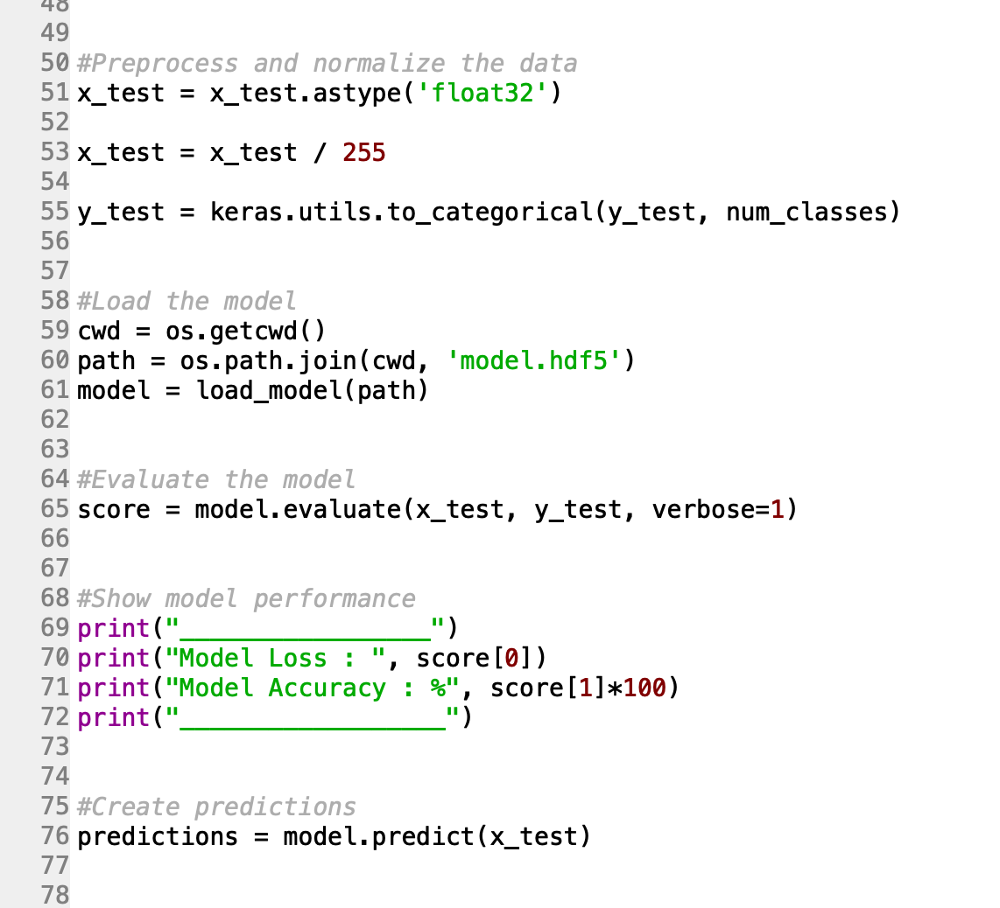 48
49
50 #Preprocess and normalize the data
51 x_test = x_test.astype('float32')
52
53 x_test = x_test / 255
54
55 y_test = keras.utils.to_categorical(y_test, num_classes)
56
57
58 #Load the model
59 cwd = os.getcwd()
60 path = os.path.join(cwd, 'model.hdf5')
61 model = load_model(path)
62
63
64 #Evaluate the model
65 score = model.evaluate(x_test, y_test, verbose=1)
66
67
68 #Show model performance
69 print("_________________")
70 print("Model Loss : ", score[0])
71 print("Model Accuracy : %", score[1]*100)
72 print("__________________")
73
74
75 #Create predictions
76 predictions = model.predict(x_test)
77
78